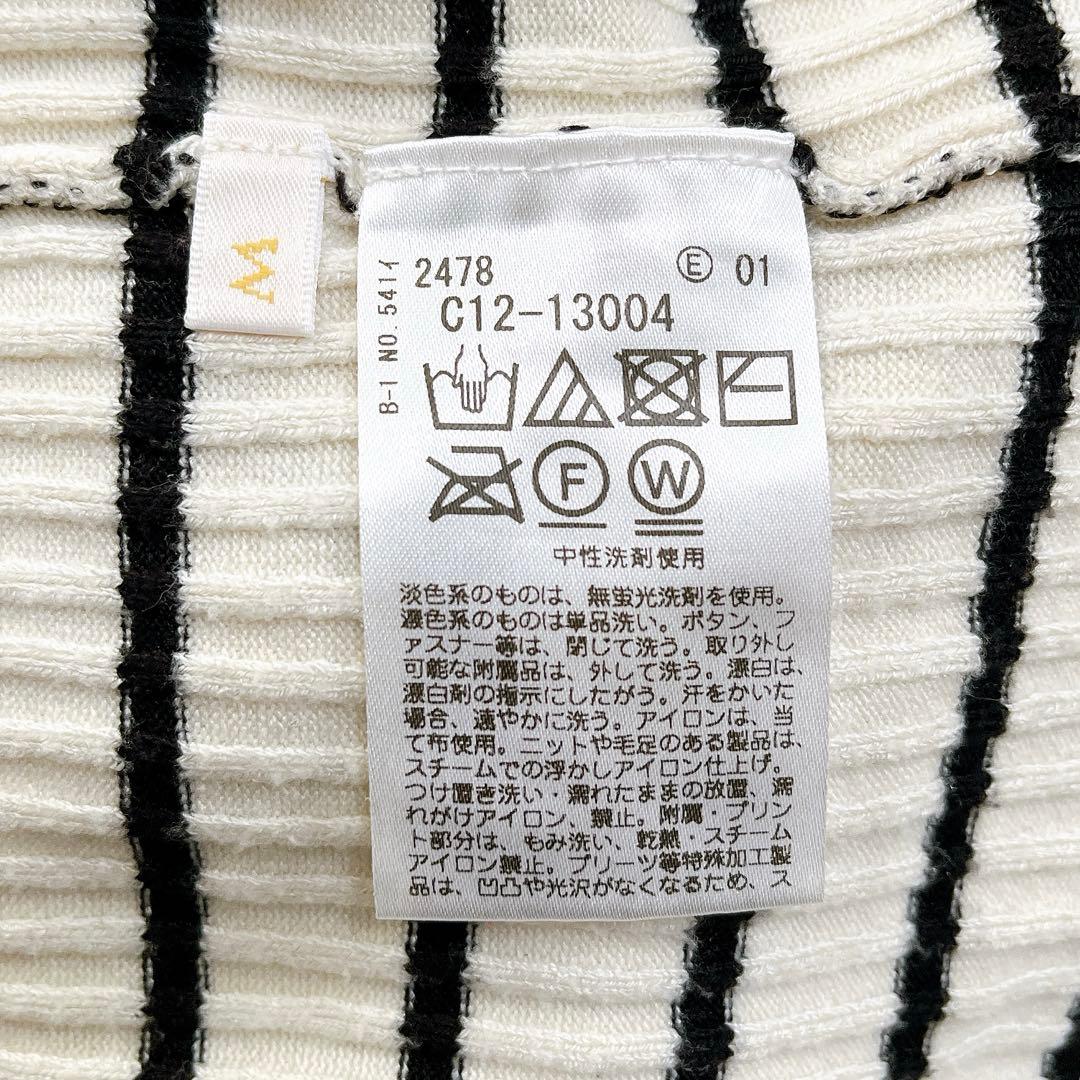 M
B-1 NO.541イ
2478 Ⓔ 01
C12-13004
F W
中性洗剤使用
淡色系のものは、無蛍光洗剤を使用。
濃色系のものは単品洗い。ボタン、フ
ァスナー等は、閉じて洗う。取り外し
可能な附属品は、外して洗う。漂白は、
漂白剤の指示にしたがう。汗をかいた
場合、速やかに洗う。アイロンは、当
て布使用。ニットや毛足のある製品は、
スチームでの浮かしアイロン仕上げ。
つけ置き洗い・濡れたままの放置、濡
れがけアイロン、禁止。附属・プリン
ト部分は、もみ洗い、乾熱・スチーム
アイロン禁止。プリーツ等特殊加工製
品は、凹凸や光沢がなくなるため、ス